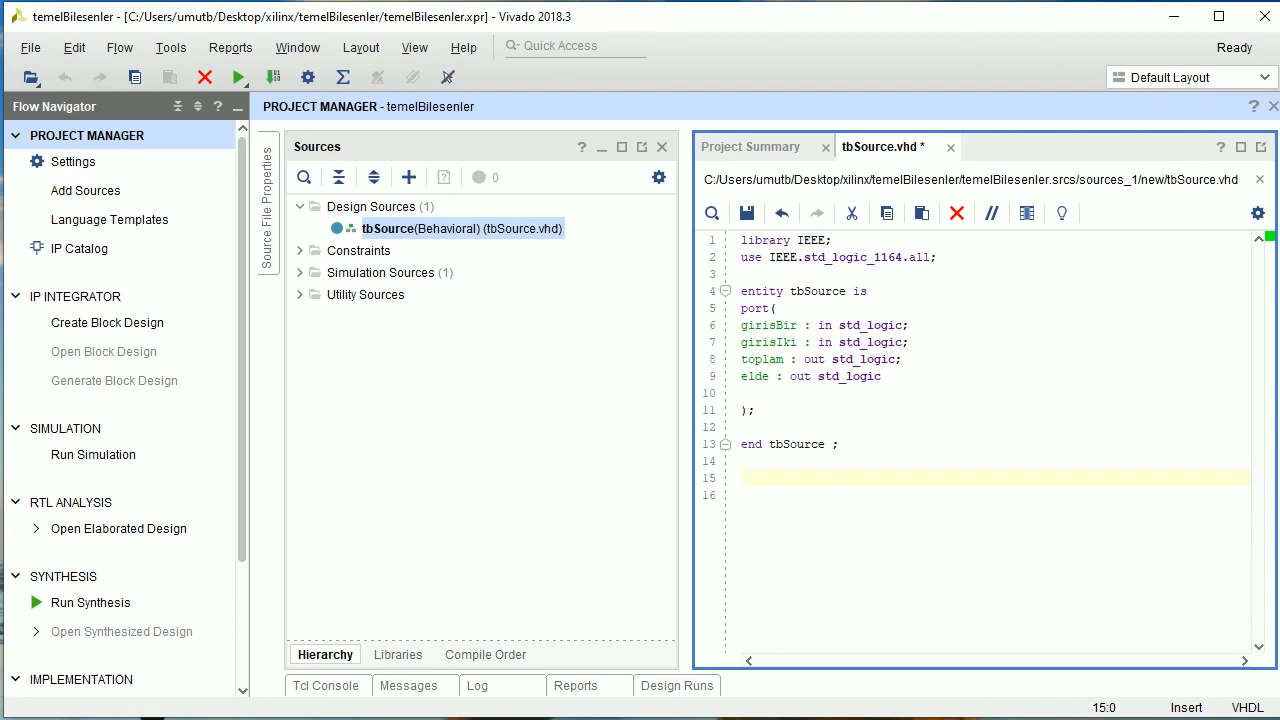 temelBilesenler - [C:/Users/umutb/Desktop/xilinx/temelBilesenler/temelBilesenler.xpr] - Vivado 2018.3
File Edit Flow Tools Reports Window Layout View Help Quick Access Ready
Default Layout
Flow Navigator
PROJECT MANAGER - temelBilesenler
PROJECT MANAGER
Settings
Add Sources
Language Templates
IP Catalog
IP INTEGRATOR
Create Block Design
Open Block Design
Generate Block Design
SIMULATION
Run Simulation
RTL ANALYSIS
Open Elaborated Design
SYNTHESIS
Run Synthesis
Open Synthesized Design
IMPLEMENTATION
Source File Properties
Sources
0
Design Sources (1)
tbSource(Behavioral) (tbSource.vhd)
Constraints
Simulation Sources (1)
Utility Sources
Hierarchy Libraries Compile Order
Project Summary tbSource.vhd *
C:/Users/umutb/Desktop/xilinx/temelBilesenler/temelBilesenler.srcs/sources_1/new/tbSource.vhd
1 library IEEE;
2 use IEEE.std_logic_1164.all;
3
4 entity tbSource is
5 port(
6 girisBir : in std_logic;
7 girisIki : in std_logic;
8 toplam : out std_logic;
9 elde : out std_logic
10
11 );
12
13 end tbSource ;
14
15
16
Tcl Console Messages Log Reports Design Runs
15:0 Insert VHDL